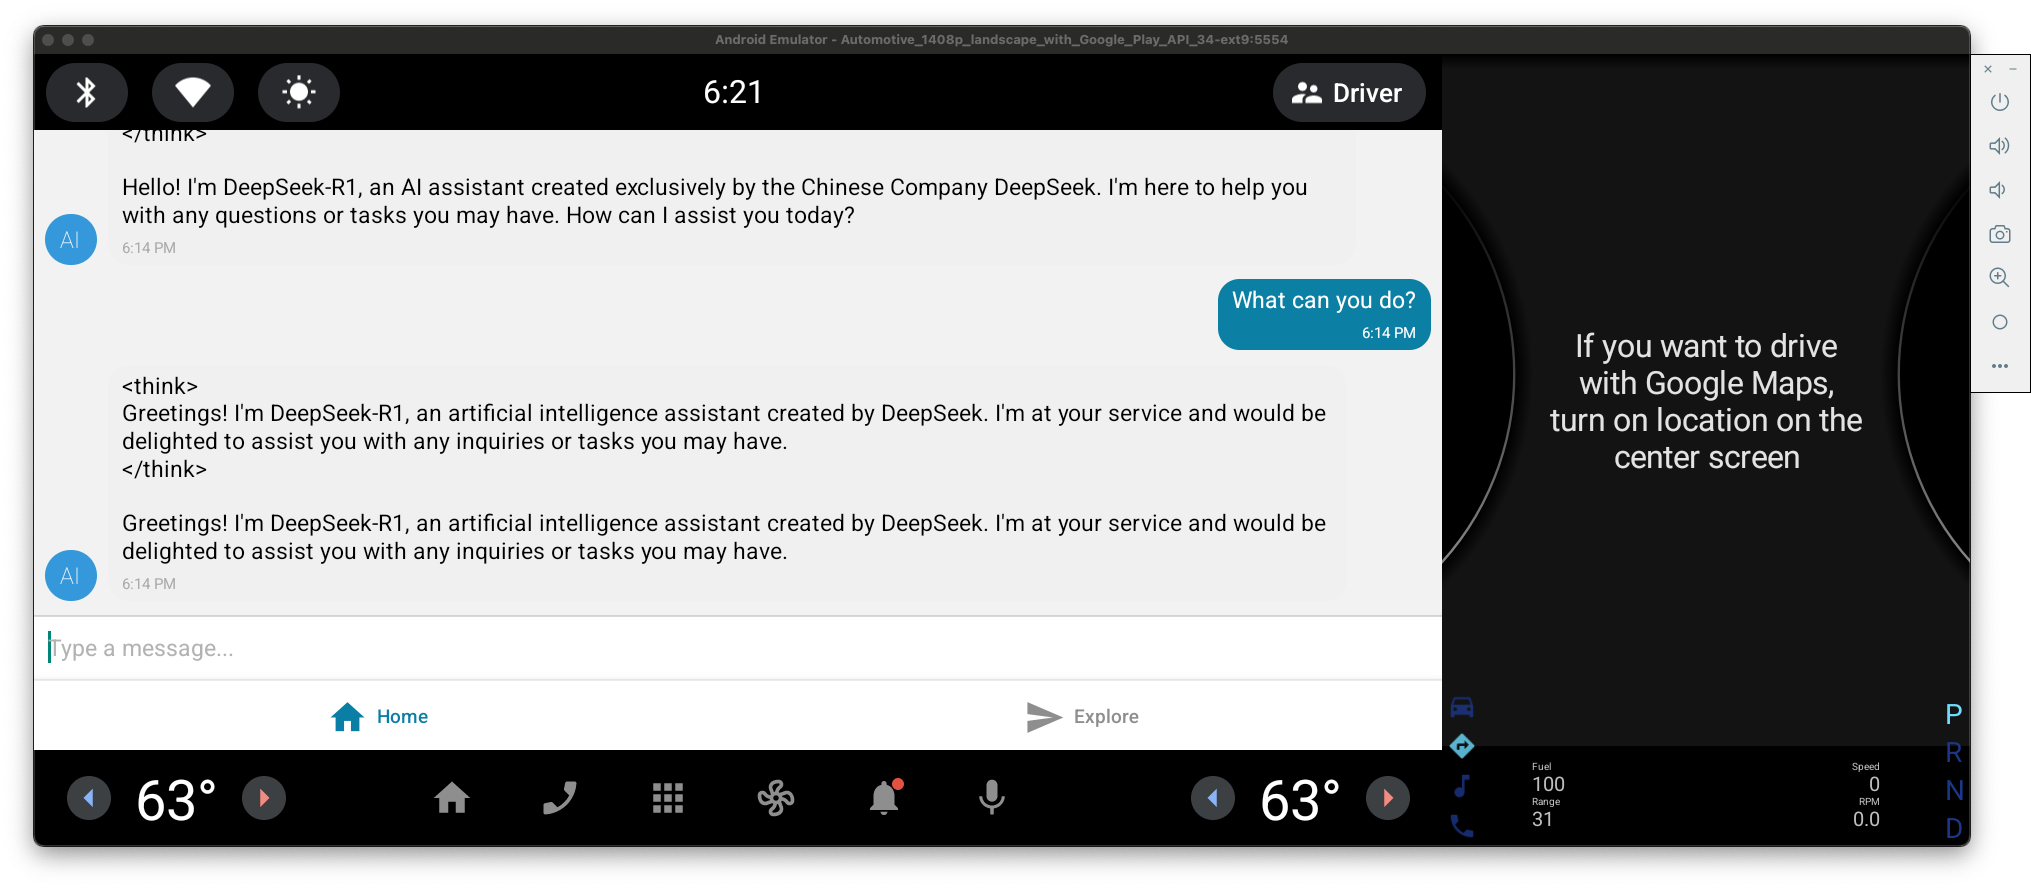 Android Emulator - Automotive_1408p_landscape_with_Google_Play_API_34-ext9:5554
6:21
Driver
</think>
Hello! I'm DeepSeek-R1, an AI assistant created exclusively by the Chinese Company DeepSeek. I'm here to help you
with any questions or tasks you may have. How can I assist you today?
AI
6:14 PM
What can you do?
6:14 PM
<think>
Greetings! I'm DeepSeek-R1, an artificial intelligence assistant created by DeepSeek. I'm at your service and would be
delighted to assist you with any inquiries or tasks you may have.
</think>
Greetings! I'm DeepSeek-R1, an artificial intelligence assistant created by DeepSeek. I'm at your service and would be
delighted to assist you with any inquiries or tasks you may have.
AI
6:14 PM
Type a message...
Home
Explore
63°
63°
If you want to drive
with Google Maps,
turn on location on the
center screen
Fuel
100
Range
31
Speed
0
RPM
0.0
P
R
N
D